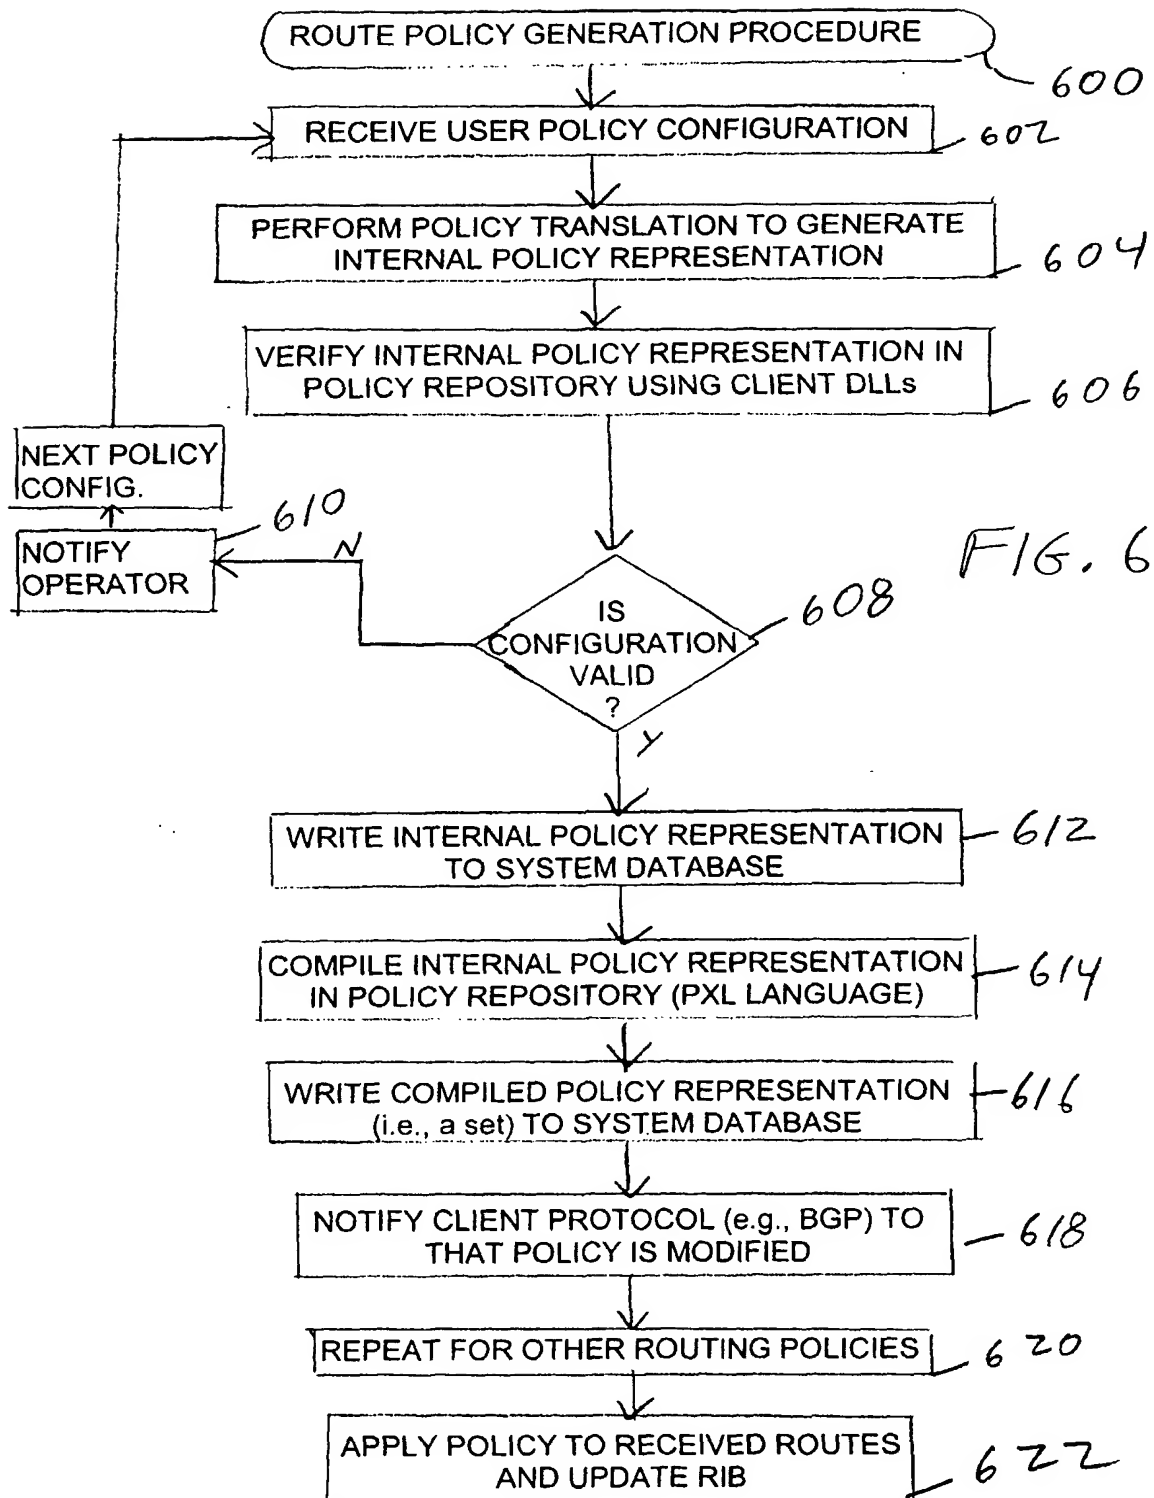 ROUTE POLICY GENERATION PROCEDURE
600
RECEIVE USER POLICY CONFIGURATION
602
PERFORM POLICY TRANSLATION TO GENERATE
INTERNAL POLICY REPRESENTATION
604
VERIFY INTERNAL POLICY REPRESENTATION IN
POLICY REPOSITORY USING CLIENT DLLs
606
NEXT POLICY
CONFIG.
610
NOTIFY
OPERATOR
N
FIG. 6
IS
CONFIGURATION
VALID
?
608
Y
WRITE INTERNAL POLICY REPRESENTATION
TO SYSTEM DATABASE
612
COMPILE INTERNAL POLICY REPRESENTATION
IN POLICY REPOSITORY (PXL LANGUAGE)
614
WRITE COMPILED POLICY REPRESENTATION
(i.e., a set) TO SYSTEM DATABASE
616
NOTIFY CLIENT PROTOCOL (e.g., BGP) TO
THAT POLICY IS MODIFIED
618
REPEAT FOR OTHER ROUTING POLICIES
620
APPLY POLICY TO RECEIVED ROUTES
AND UPDATE RIB
622